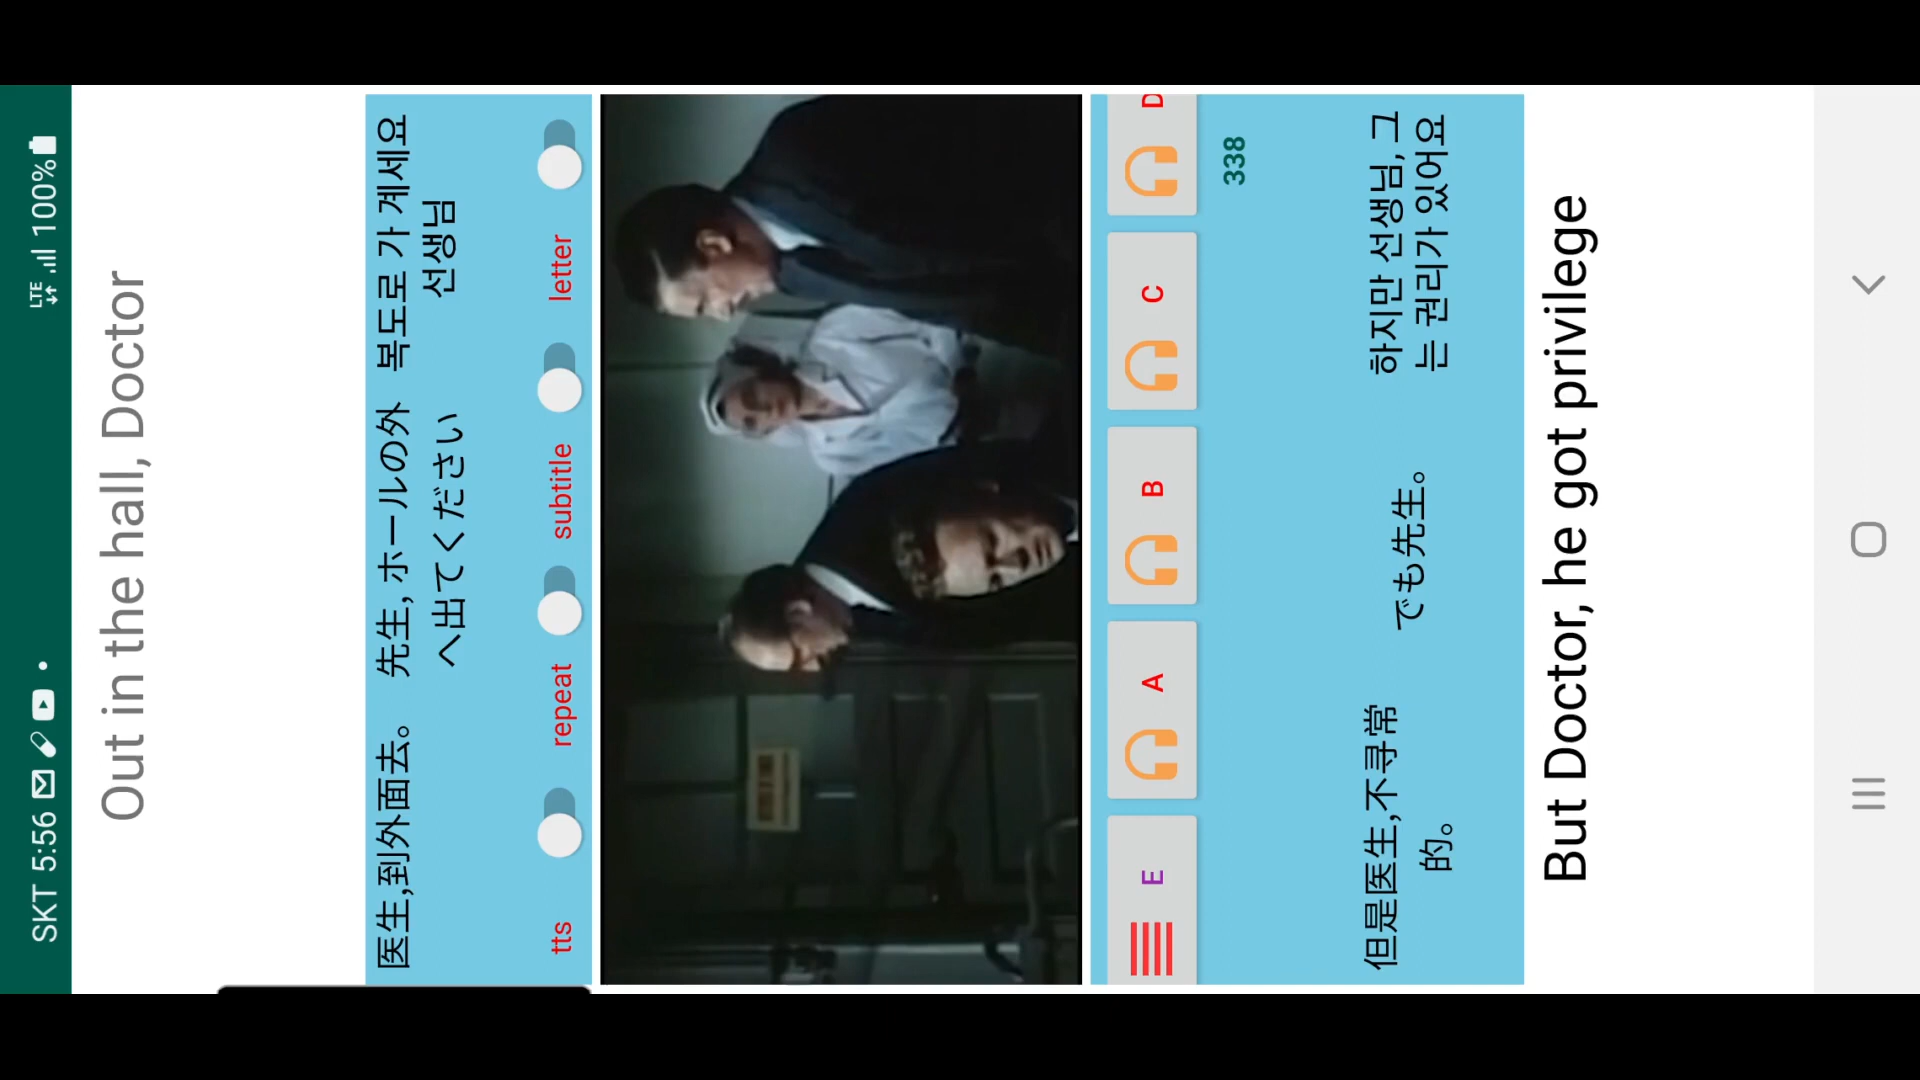 SKT 5:56
LTE
100%
Out in the hall, Doctor
医生,到外面去。
先生, ホールの外
へ出てください
복도로 가 계세요
선생님
tts
repeat
subtitle
letter
E
A
B
C
D
338
但是医生,不寻常
的。
でも先生。
하지만 선생님, 그
는 권리가 있어요
But Doctor, he got privilege